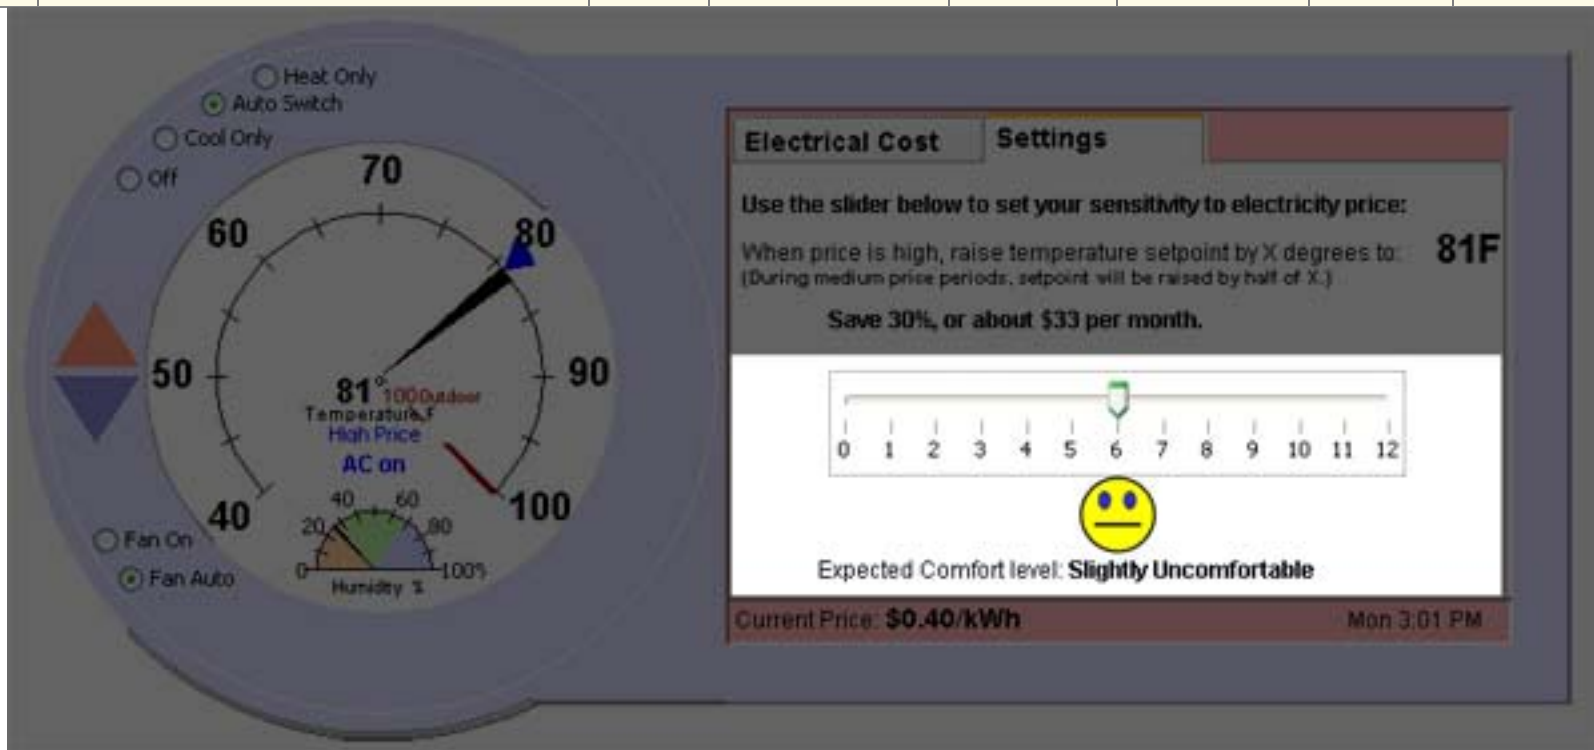 Heat Only
Auto Switch
Cool Only
Off
70
60
80
50
90
81°
100 Outdoor
Temperature, F
High Price
AC on
40
100
40
60
20
80
0
100%
Humidity %
Fan On
Fan Auto
Electrical Cost
Settings
Use the slider below to set your sensitivity to electricity price:
When price is high, raise temperature setpoint by X degrees to: 81F
(During medium price periods, setpoint will be raised by half of X.)
Save 30%, or about $33 per month.
0 1 2 3 4 5 6 7 8 9 10 11 12
Expected Comfort level: Slightly Uncomfortable
Current Price: $0.40/kWh
Mon 3:01 PM